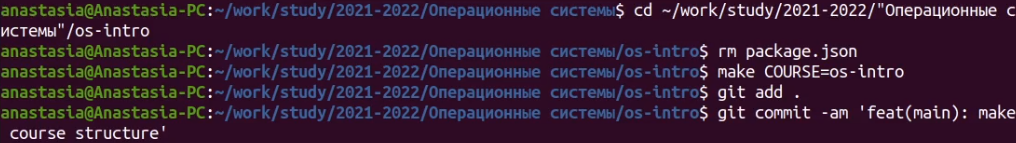 anastasia@Anastasia-PC:~/work/study/2021-2022/Операционные системы$ cd ~/work/study/2021-2022/"Операционные с
истемы"/os-intro
anastasia@Anastasia-PC:~/work/study/2021-2022/Операционные системы/os-intro$ rm package.json
anastasia@Anastasia-PC:~/work/study/2021-2022/Операционные системы/os-intro$ make COURSE=os-intro
anastasia@Anastasia-PC:~/work/study/2021-2022/Операционные системы/os-intro$ git add .
anastasia@Anastasia-PC:~/work/study/2021-2022/Операционные системы/os-intro$ git commit -am 'feat(main): make
 course structure'